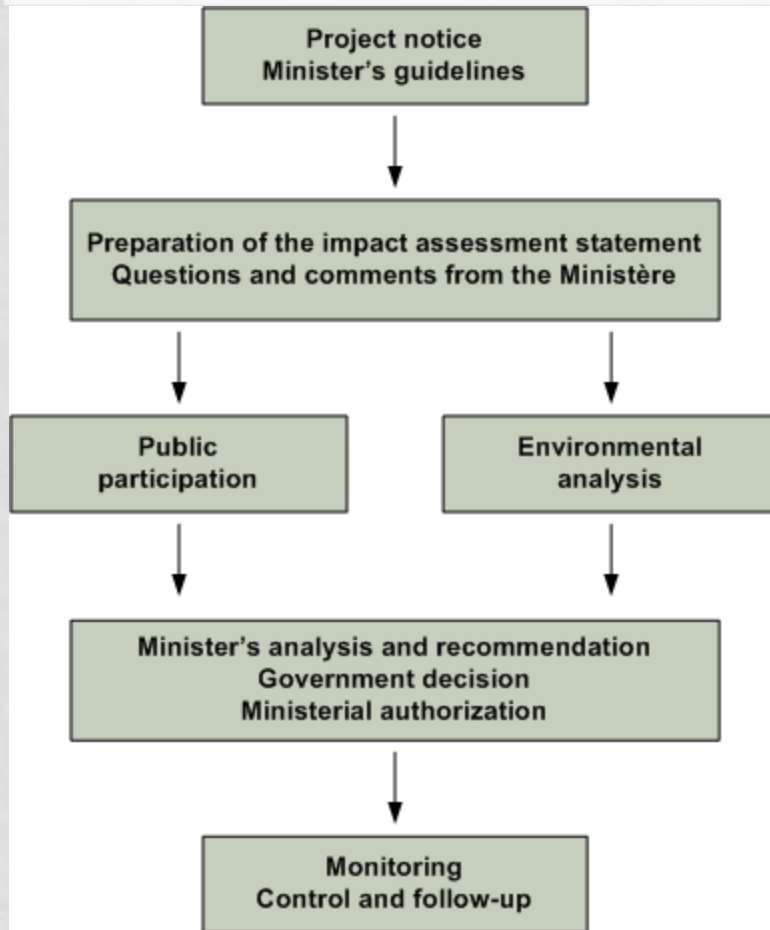 Project notice
Minister's guidelines
Preparation of the impact assessment statement
Questions and comments from the Ministère
Public
participation
Environmental
analysis
Minister's analysis and recommendation
Government decision
Ministerial authorization
Monitoring
Control and follow-up